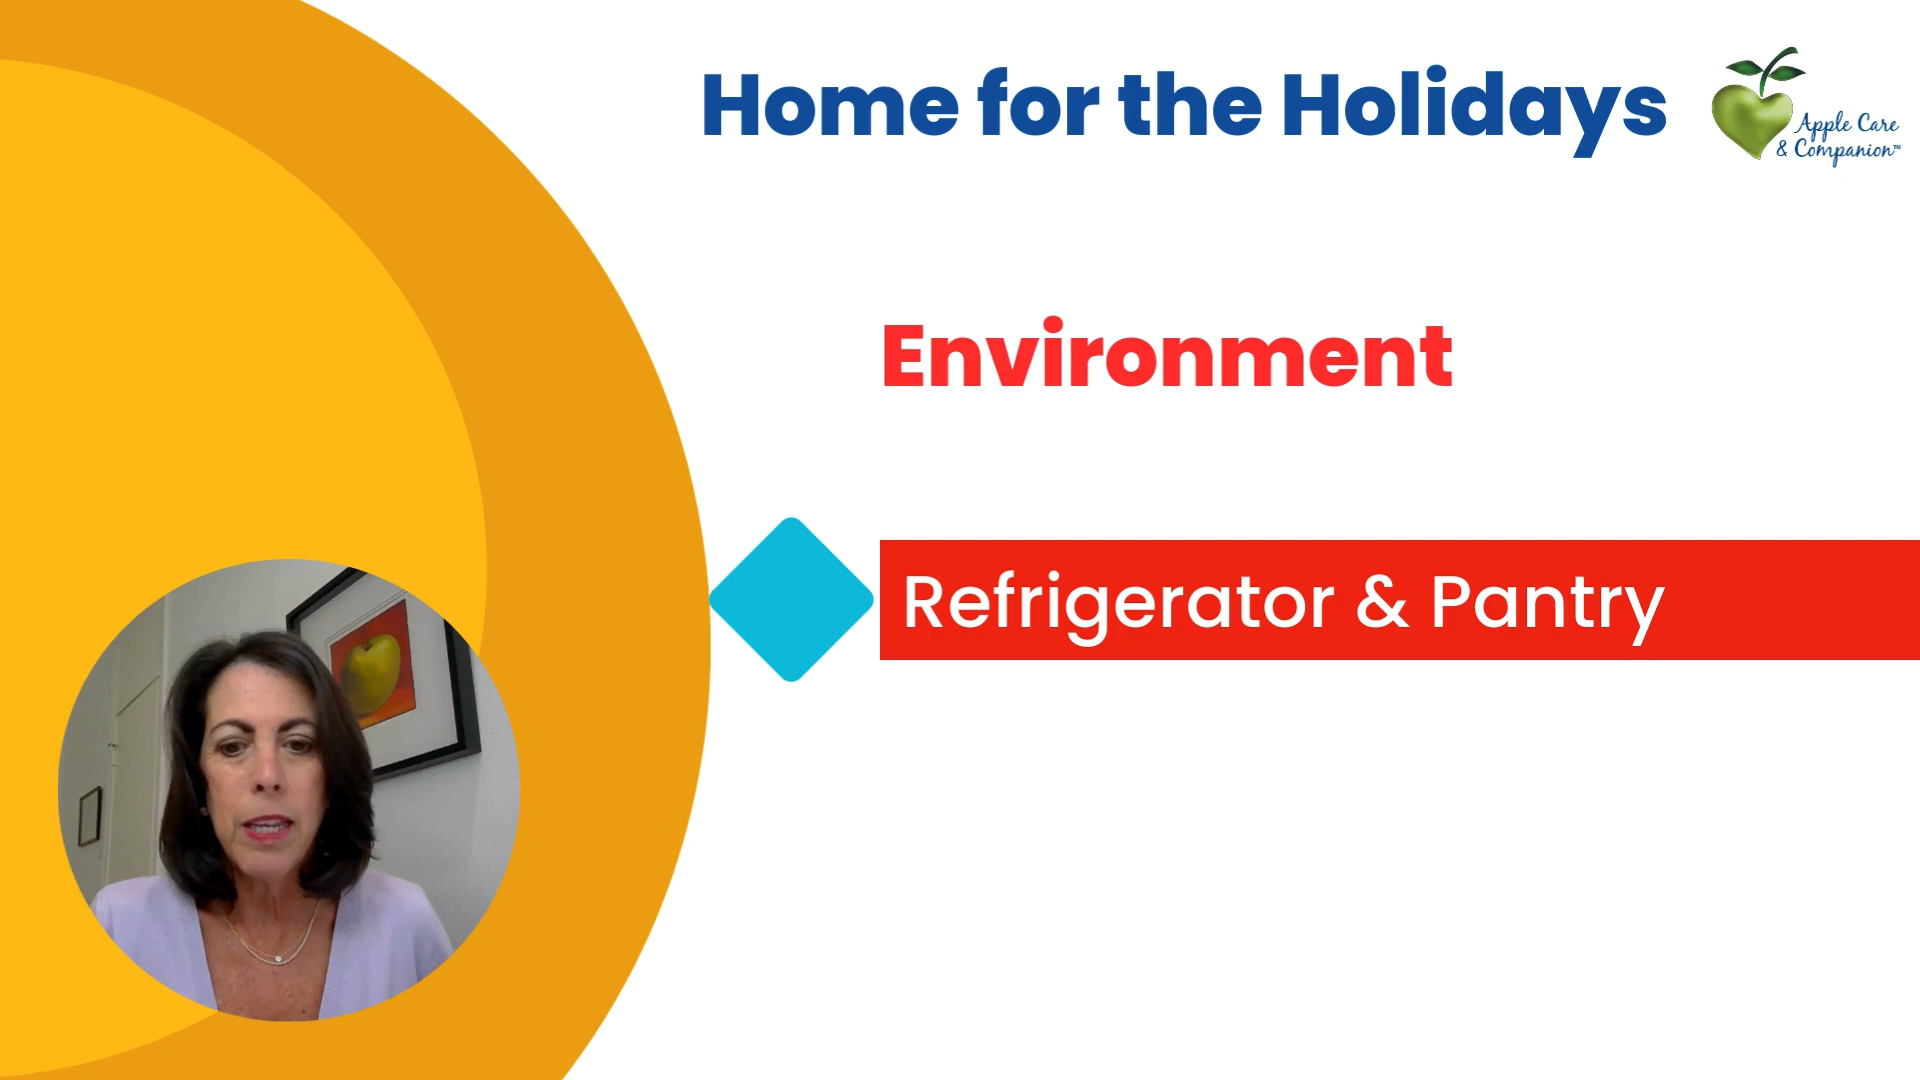 Home for the Holidays
Apple Care
& Companion™
Environment
Refrigerator & Pantry